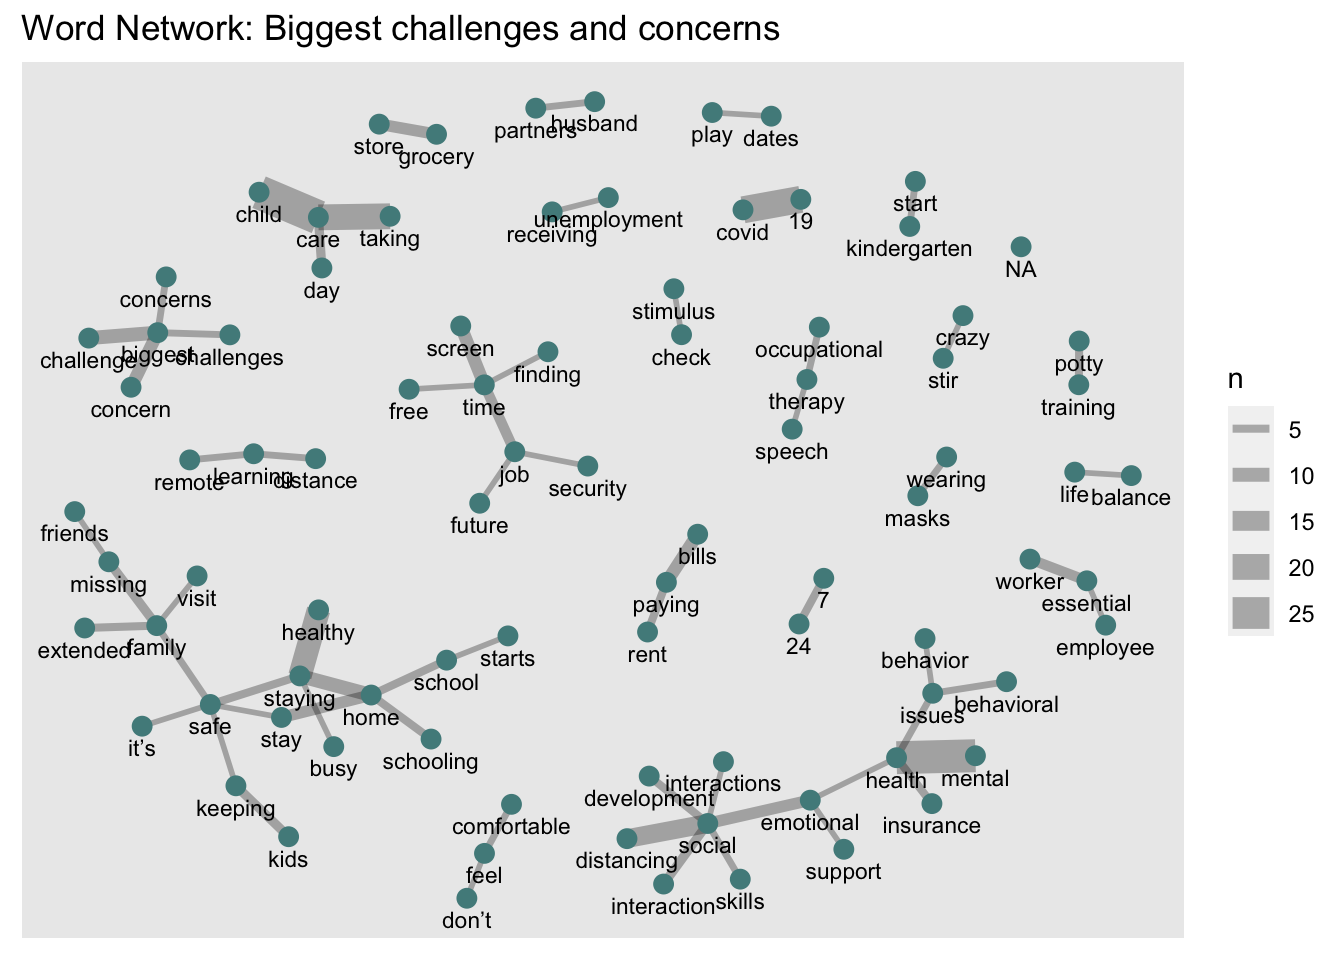 Word Network: Biggest challenges and concerns
partners
husband
play
dates
store
grocery
child
care
taking
day
receiving
unemployment
covid
19
start
kindergarten
NA
concerns
challenge
biggest
challenges
concern
stimulus
check
screen
finding
free
time
job
security
future
occupational
therapy
speech
crazy
stir
potty
training
n
5
10
15
20
25
remote
learning
distance
wearing
masks
life
balance
friends
missing
visit
extended
family
healthy
staying
home
school
starts
schooling
safe
stay
it’s
busy
keeping
kids
bills
paying
rent
7
24
worker
essential
employee
behavior
issues
behavioral
health
mental
insurance
interactions
development
emotional
social
distancing
support
interaction
skills
comfortable
feel
don’t